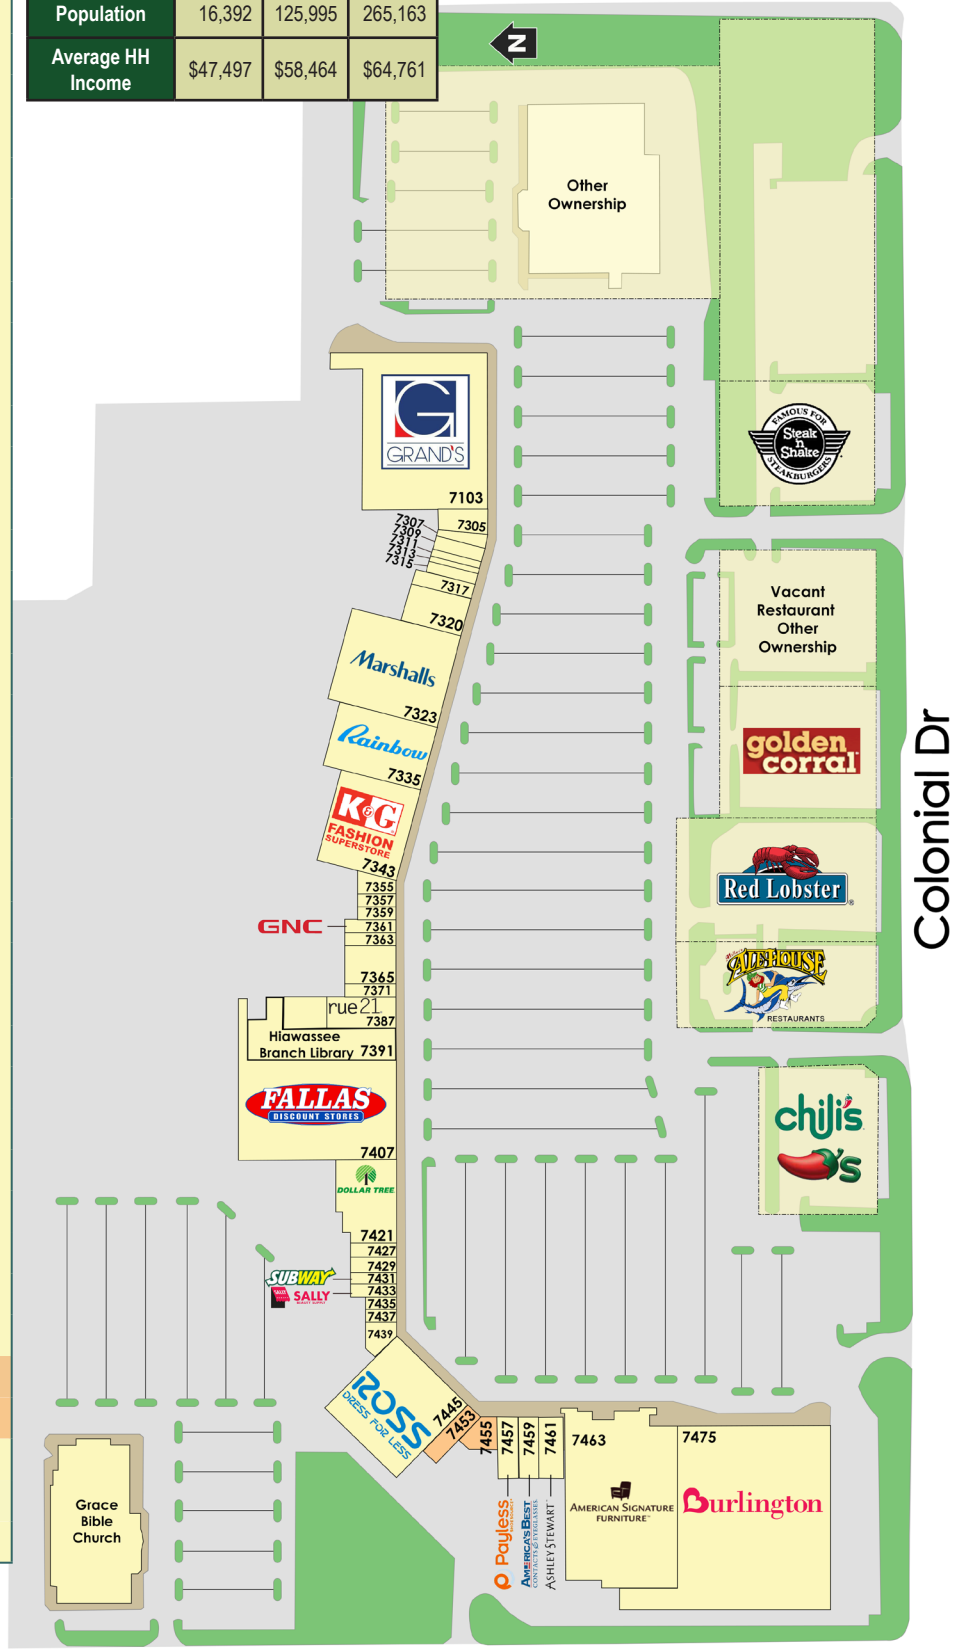 Population 16,392 125,995 265,163
Average HH
Income $47,497 $58,464 $64,761
N
Other
Ownership
G
GRAND'S
7103
FAMOUS FOR
Steak
n
Shake
STEAKBURGERS
7305
7307
7309
7311
7313
7315
7317
7320
Vacant
Restaurant
Other
Ownership
Marshalls
7323
Rainbow
7335
golden
corral
K&G
FASHION
SUPERSTORE
7343
Red Lobster
7355
7357
7359
GNC
7361
7363
7365
7371
ALEHOUSE
RESTAURANTS
Colonial Dr
rue21
7387
Hiawassee
Branch Library 7391
FALLAS
DISCOUNT STORES
7407
chili's
's
DOLLAR TREE
7421
7427
7429
SUBWAY
7431
SALLY
7433
7435
7437
7439
ROSS
DRESS FOR LESS
7445
7453
7455
7457
7459
7461
7463
7475
Payless
AMERICA'S BEST
CONTACTS & EYEGLASSES
ASHLEY STEWART
AMERICAN SIGNATURE
FURNITURE
Burlington
Grace
Bible
Church